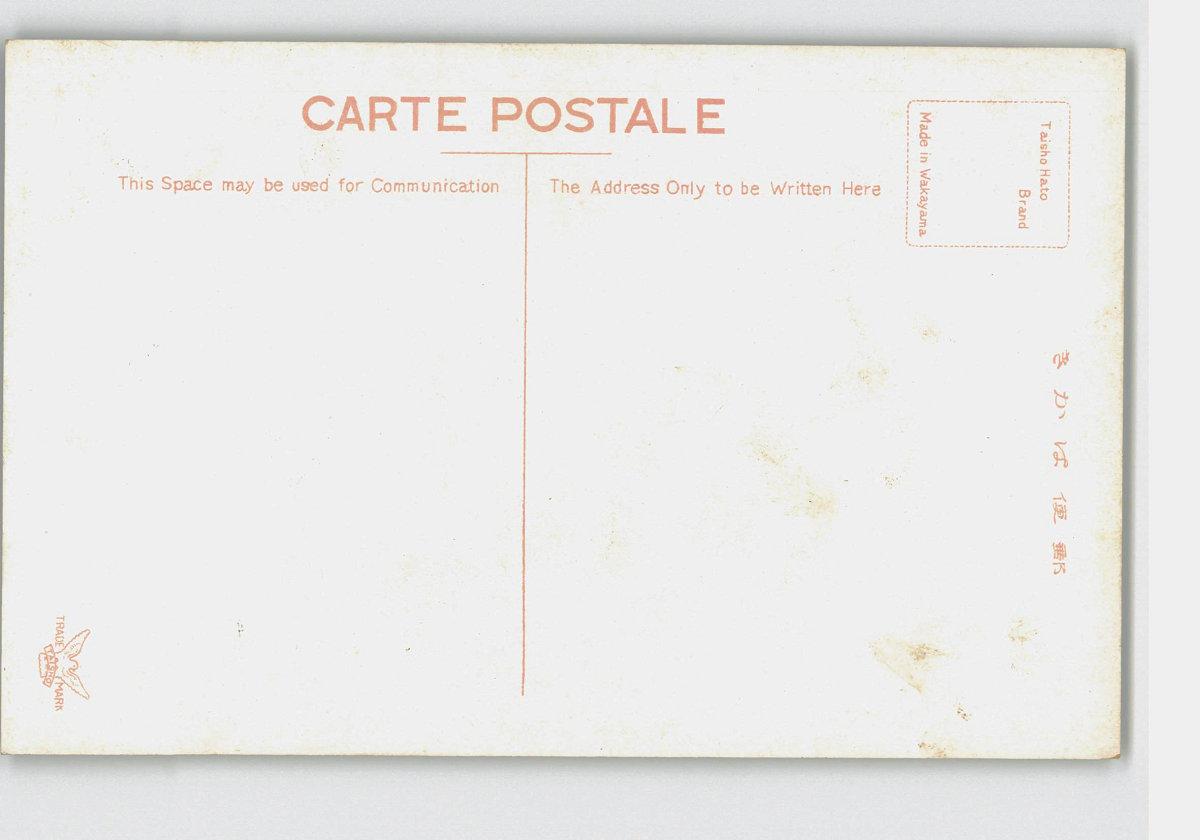 CARTE POSTALE
This Space may be used for Communication
The Address Only to be Written Here
Taisho Hato
Brand
Made in Wakayama
きかは便郵
TRADE MARK
TAISHO